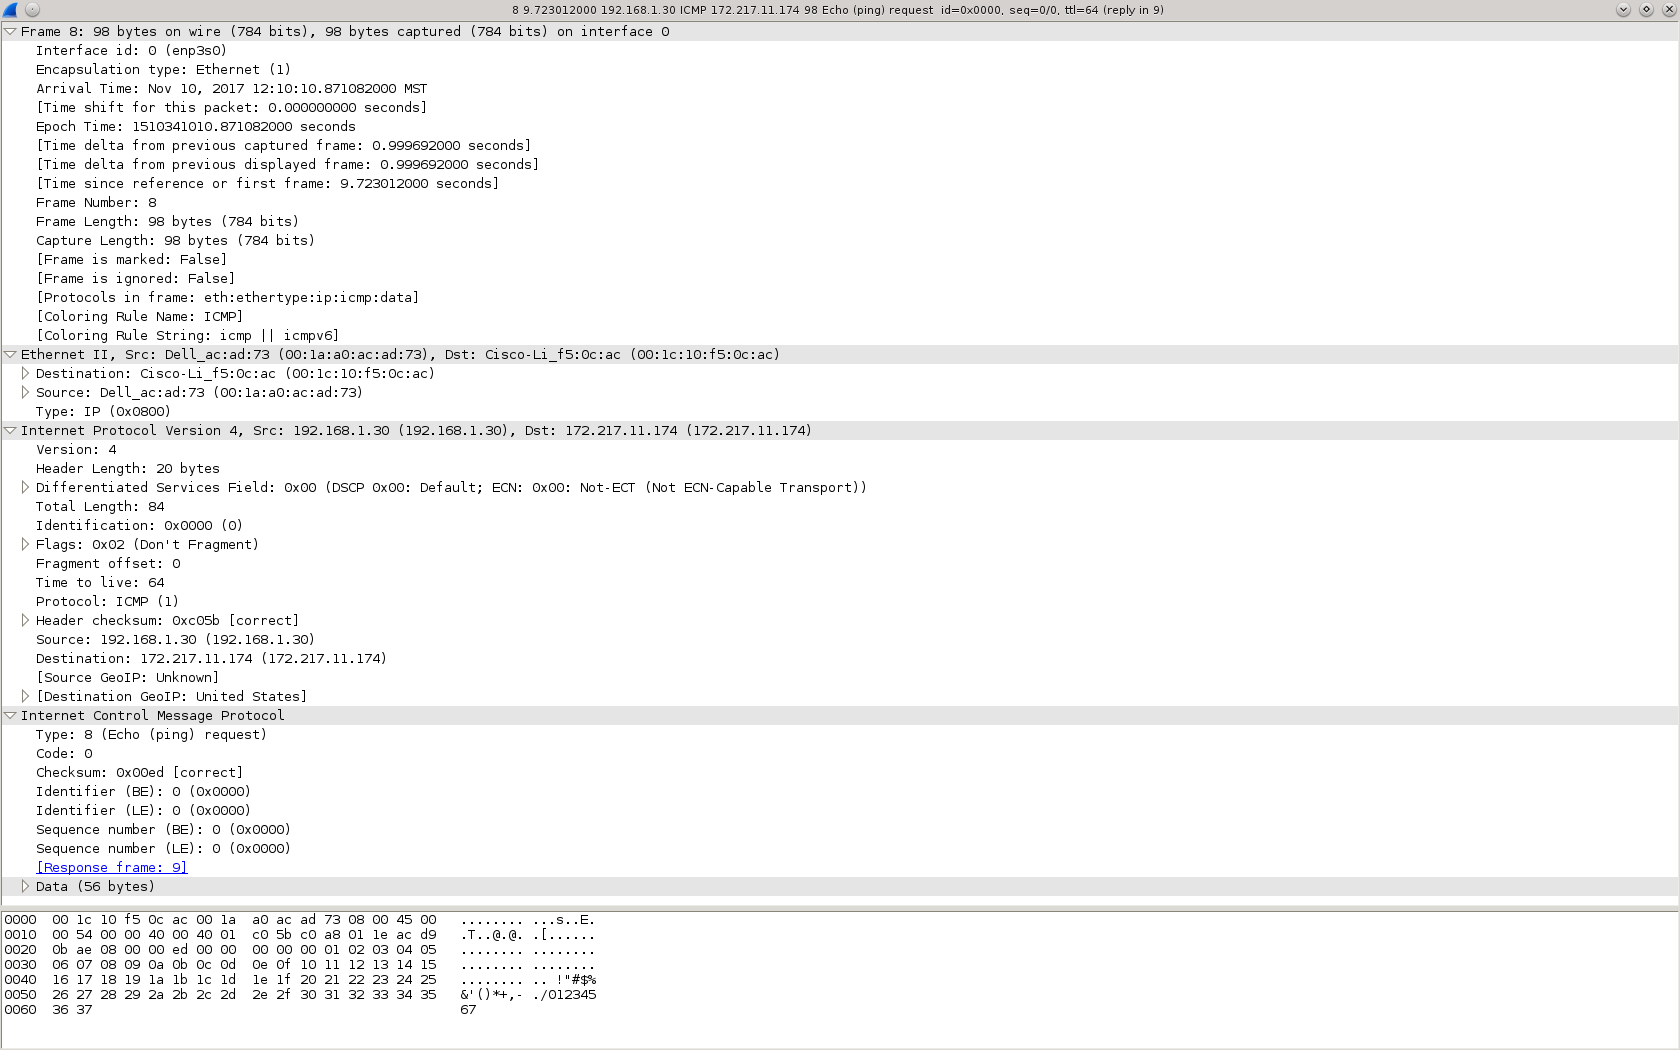 8 9.723012000 192.168.1.30 ICMP 172.217.11.174 98 Echo (ping) request  id=0x0000, seq=0/0, ttl=64 (reply in 9)
Frame 8: 98 bytes on wire (784 bits), 98 bytes captured (784 bits) on interface 0
Interface id: 0 (enp3s0)
Encapsulation type: Ethernet (1)
Arrival Time: Nov 10, 2017 12:10:10.871082000 MST
[Time shift for this packet: 0.000000000 seconds]
Epoch Time: 1510341010.871082000 seconds
[Time delta from previous captured frame: 0.999692000 seconds]
[Time delta from previous displayed frame: 0.999692000 seconds]
[Time since reference or first frame: 9.723012000 seconds]
Frame Number: 8
Frame Length: 98 bytes (784 bits)
Capture Length: 98 bytes (784 bits)
[Frame is marked: False]
[Frame is ignored: False]
[Protocols in frame: eth:ethertype:ip:icmp:data]
[Coloring Rule Name: ICMP]
[Coloring Rule String: icmp || icmpv6]
Ethernet II, Src: Dell_ac:ad:73 (00:1a:a0:ac:ad:73), Dst: Cisco-Li_f5:0c:ac (00:1c:10:f5:0c:ac)
Destination: Cisco-Li_f5:0c:ac (00:1c:10:f5:0c:ac)
Source: Dell_ac:ad:73 (00:1a:a0:ac:ad:73)
Type: IP (0x0800)
Internet Protocol Version 4, Src: 192.168.1.30 (192.168.1.30), Dst: 172.217.11.174 (172.217.11.174)
Version: 4
Header Length: 20 bytes
Differentiated Services Field: 0x00 (DSCP 0x00: Default; ECN: 0x00: Not-ECT (Not ECN-Capable Transport))
Total Length: 84
Identification: 0x0000 (0)
Flags: 0x02 (Don't Fragment)
Fragment offset: 0
Time to live: 64
Protocol: ICMP (1)
Header checksum: 0xc05b [correct]
Source: 192.168.1.30 (192.168.1.30)
Destination: 172.217.11.174 (172.217.11.174)
[Source GeoIP: Unknown]
[Destination GeoIP: United States]
Internet Control Message Protocol
Type: 8 (Echo (ping) request)
Code: 0
Checksum: 0x00ed [correct]
Identifier (BE): 0 (0x0000)
Identifier (LE): 0 (0x0000)
Sequence number (BE): 0 (0x0000)
Sequence number (LE): 0 (0x0000)
[Response frame: 9]
Data (56 bytes)
0000  00 1c 10 f5 0c ac 00 1a  a0 ac ad 73 08 00 45 00   ........ ...s..E.
0010  00 54 00 00 40 00 40 01  c0 5b c0 a8 01 1e ac d9   .T..@.@. .[......
0020  0b ae 08 00 00 ed 00 00  00 00 01 02 03 04 05   ........ ........
0030  06 07 08 09 0a 0b 0c 0d  0e 0f 10 11 12 13 14 15   ........ ........
0040  16 17 18 19 1a 1b 1c 1d  1e 1f 20 21 22 23 24 25   ........ .. !"#$%
0050  26 27 28 29 2a 2b 2c 2d  2e 2f 30 31 32 33 34 35   &'()*+,- ./012345
0060  36 37   67